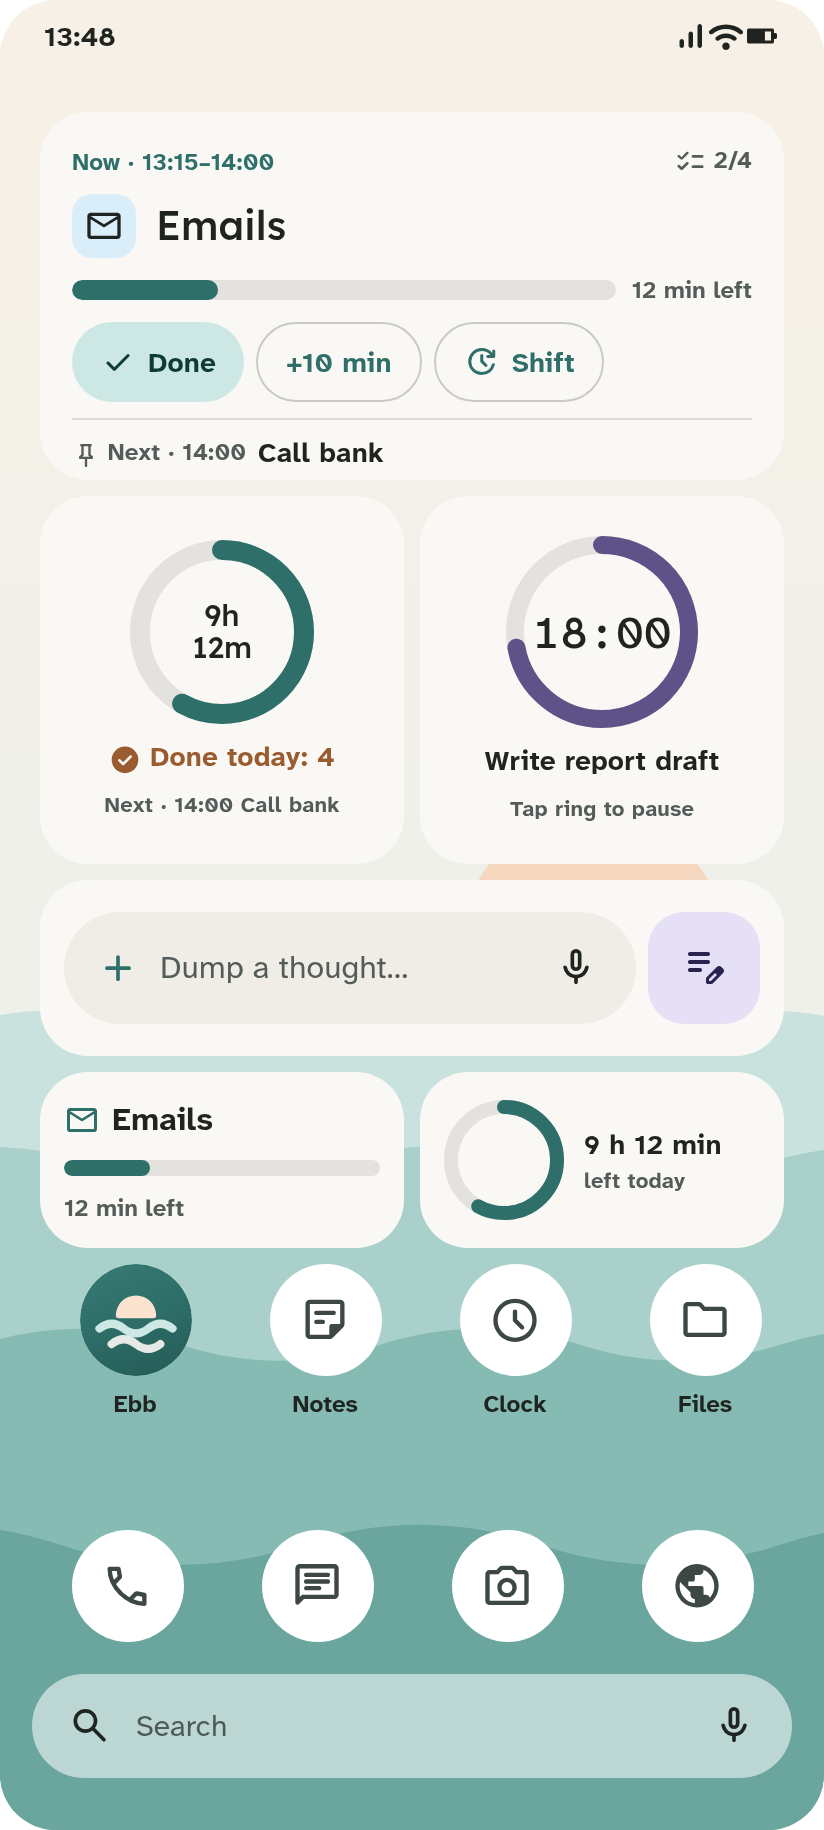 13:48
Now · 13:15–14:00
2/4
Emails
12 min left
Done
+10 min
Shift
Next · 14:00 Call bank
9h
12m
Done today: 4
Next · 14:00 Call bank
18:00
Write report draft
Tap ring to pause
Dump a thought...
Emails
12 min left
9 h 12 min
left today
Ebb
Notes
Clock
Files
Search